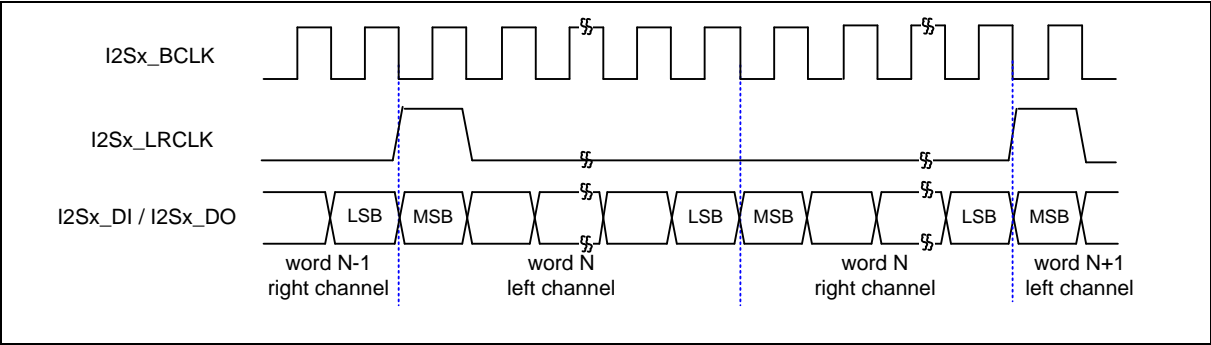 I2Sx_BCLK
I2Sx_LRCLK
I2Sx_DI / I2Sx_DO
LSB
MSB
LSB
MSB
LSB
MSB
word N-1
right channel
word N
left channel
word N
right channel
word N+1
left channel